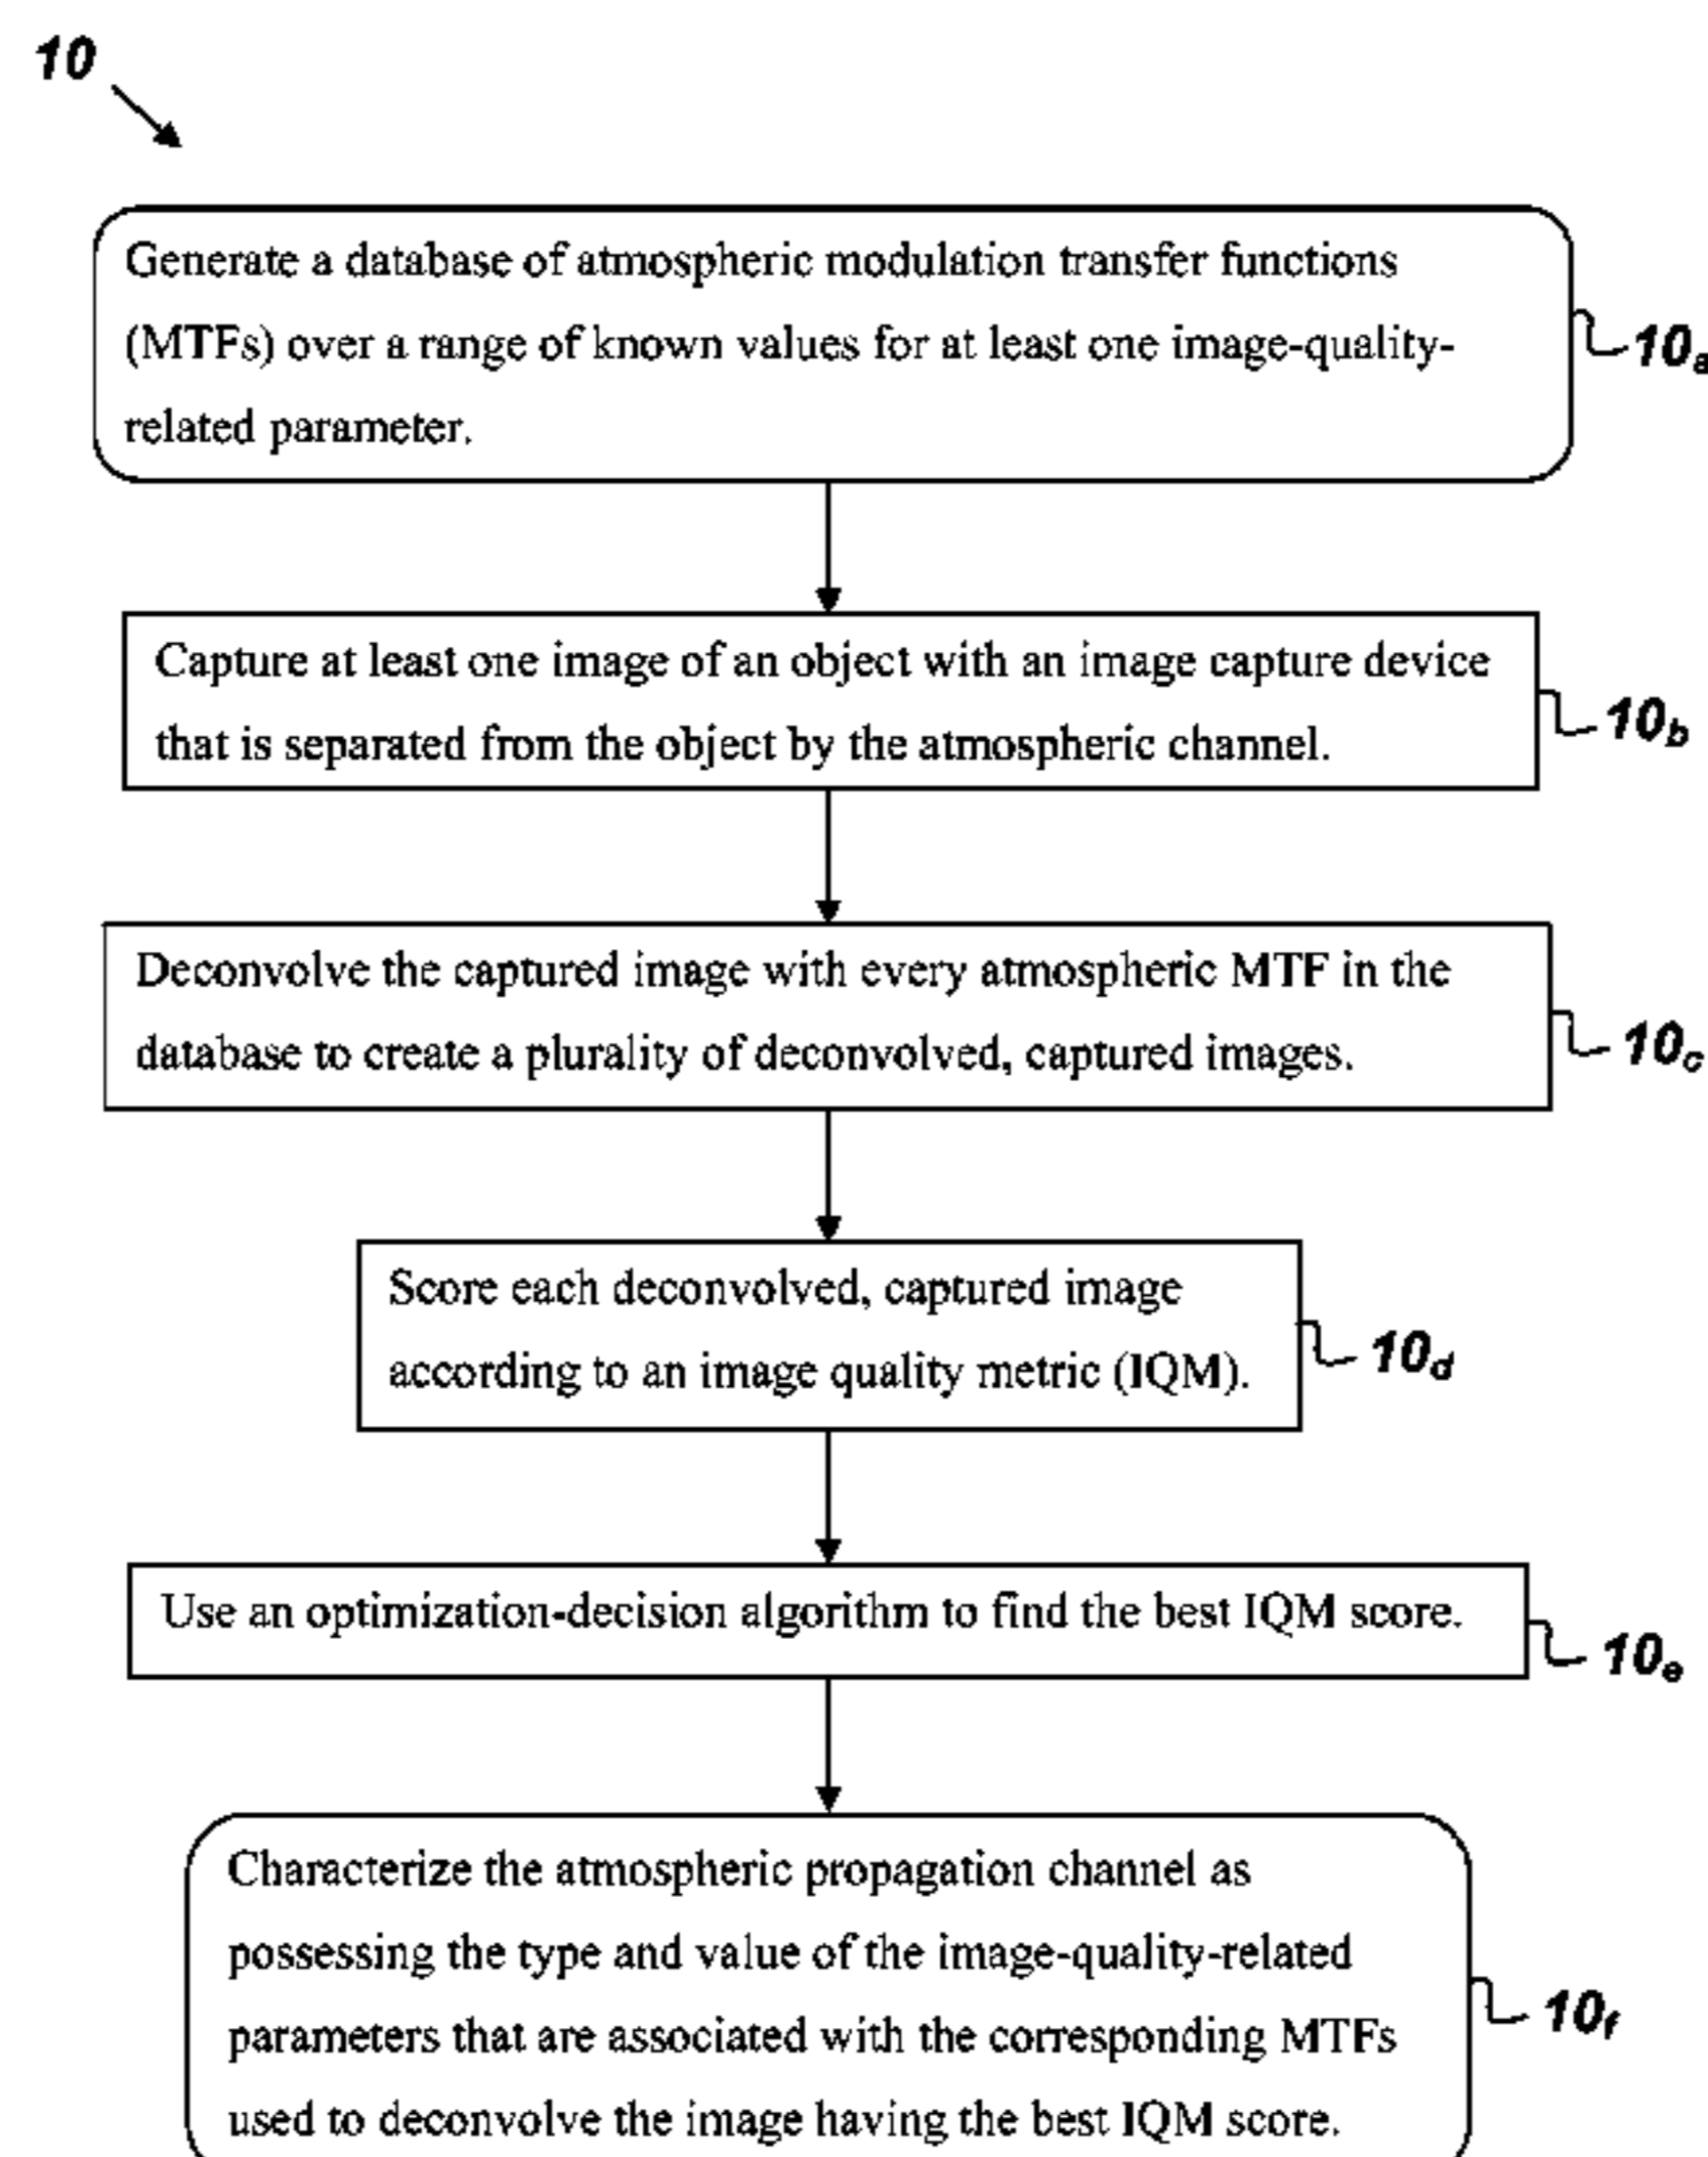 10
Generate a database of atmospheric modulation transfer functions
(MTFs) over a range of known values for at least one image-quality-
related parameter.
10a
Capture at least one image of an object with an image capture device
that is separated from the object by the atmospheric channel.
10b
Deconvolve the captured image with every atmospheric MTF in the
database to create a plurality of deconvolved, captured images.
10c
Score each deconvolved, captured image
according to an image quality metric (IQM).
10d
Use an optimization-decision algorithm to find the best IQM score.
10e
Characterize the atmospheric propagation channel as
possessing the type and value of the image-quality-related
parameters that are associated with the corresponding MTFs
used to deconvolve the image having the best IQM score.
10f